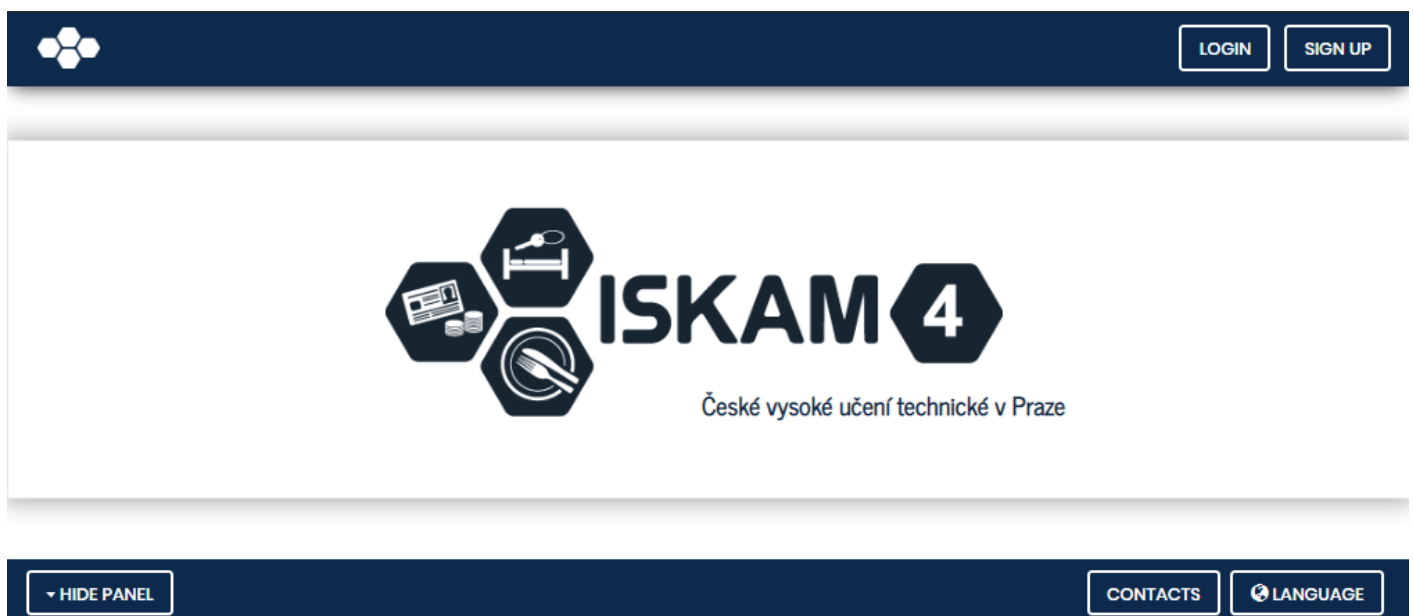 LOGIN SIGN UP
ISKAM 4
České vysoké učení technické v Praze
HIDE PANEL CONTACTS LANGUAGE